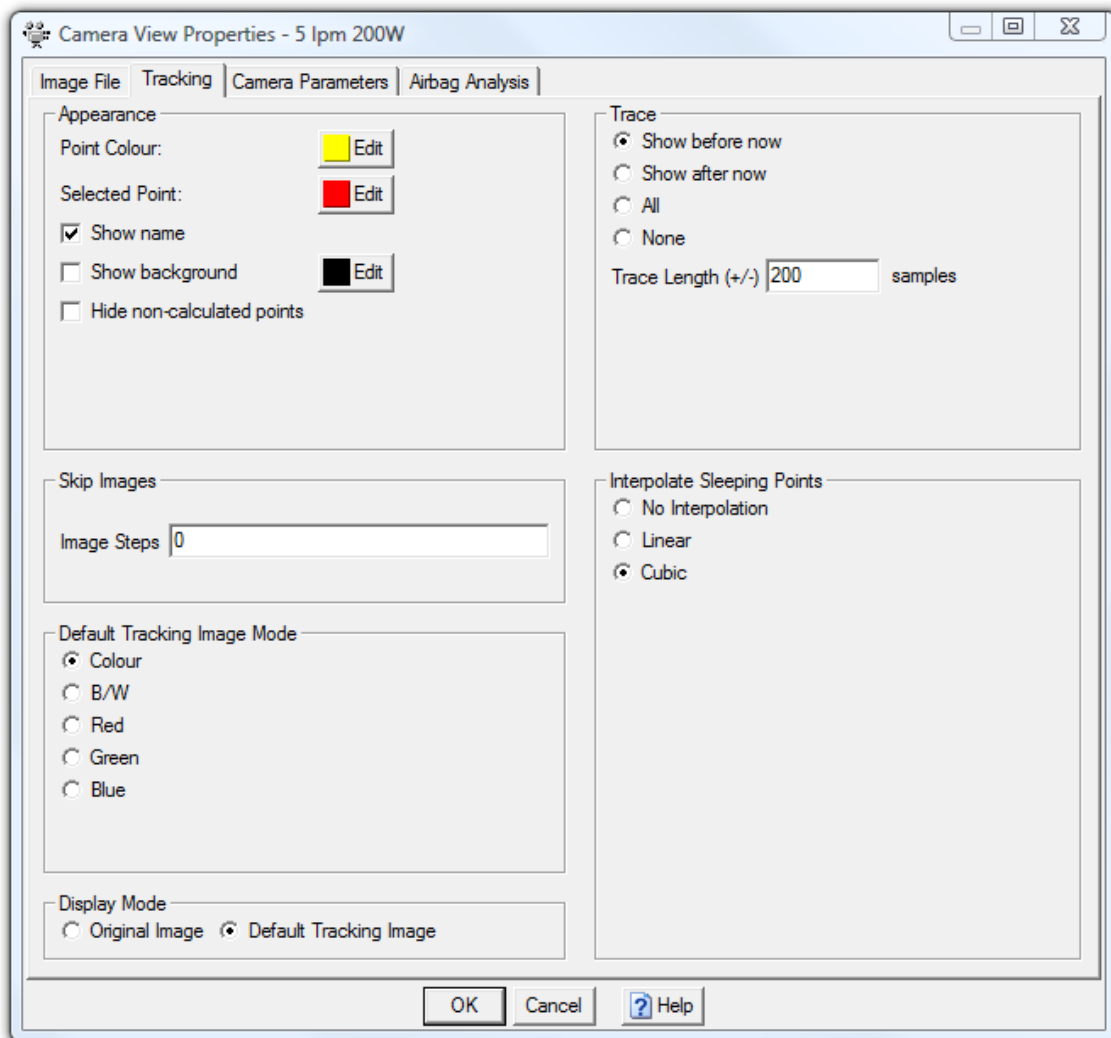 Camera View Properties - 5 lpm 200W
Image File Tracking Camera Parameters Airbag Analysis
Appearance
Point Colour: Edit
Selected Point: Edit
Show name
Show background Edit
Hide non-calculated points
Trace
Show before now
Show after now
All
None
Trace Length (+/-) 200 samples
Skip Images
Image Steps 0
Interpolate Sleeping Points
No Interpolation
Linear
Cubic
Default Tracking Image Mode
Colour
B/W
Red
Green
Blue
Display Mode
Original Image Default Tracking Image
OK Cancel Help